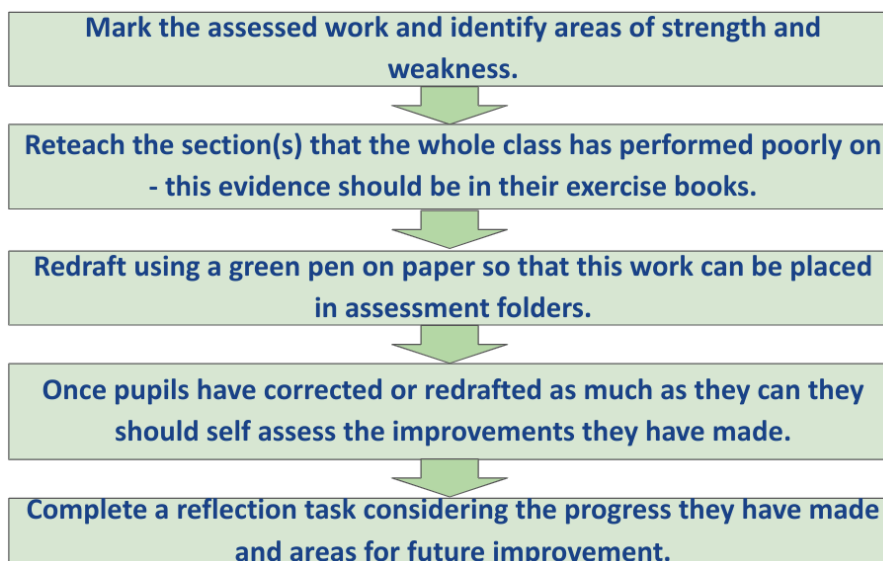 Mark the assessed work and identify areas of strength and
weakness.
Reteach the section(s) that the whole class has performed poorly on
- this evidence should be in their exercise books.
Redraft using a green pen on paper so that this work can be placed
in assessment folders.
Once pupils have corrected or redrafted as much as they can they
should self assess the improvements they have made.
Complete a reflection task considering the progress they have made
and areas for future improvement.